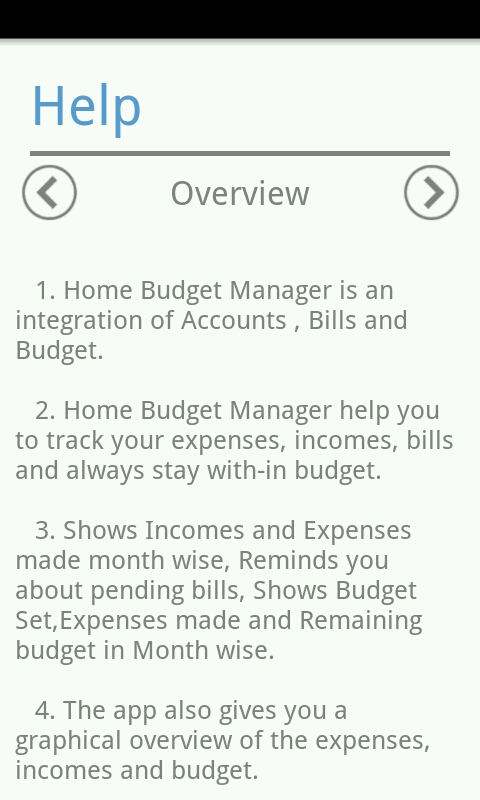 Help
Overview
1. Home Budget Manager is an
integration of Accounts , Bills and
Budget.
2. Home Budget Manager help you
to track your expenses, incomes, bills
and always stay with-in budget.
3. Shows Incomes and Expenses
made month wise, Reminds you
about pending bills, Shows Budget
Set,Expenses made and Remaining
budget in Month wise.
4. The app also gives you a
graphical overview of the expenses,
incomes and budget.